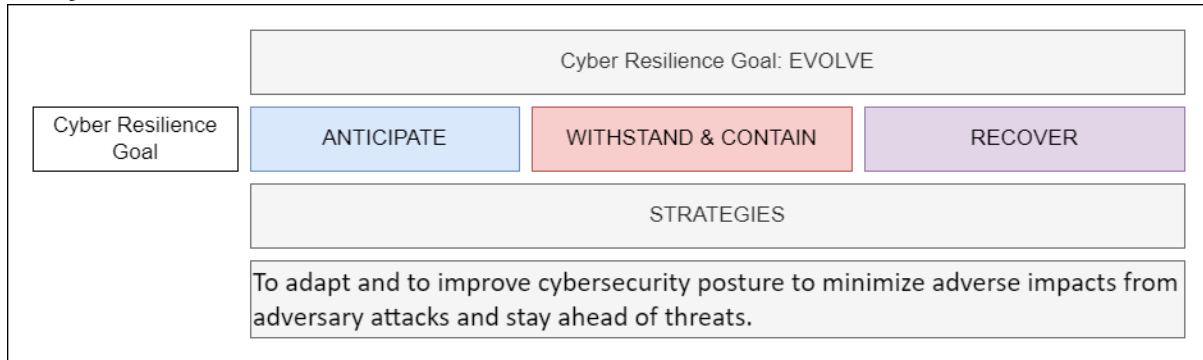 Cyber Resilience Goal: EVOLVE
Cyber Resilience
Goal
ANTICIPATE
WITHSTAND & CONTAIN
RECOVER
STRATEGIES
To adapt and to improve cybersecurity posture to minimize adverse impacts from
adversary attacks and stay ahead of threats.